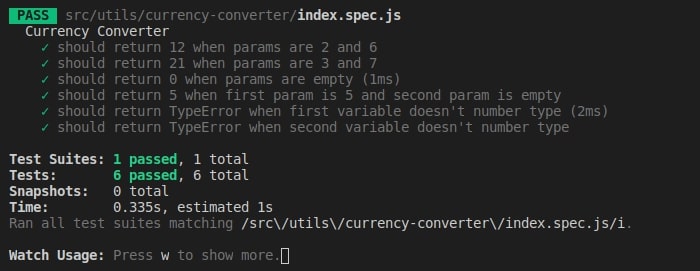 PASS src/utils/currency-converter/index.spec.js
Currency Converter
✓ should return 12 when params are 2 and 6
✓ should return 21 when params are 3 and 7
✓ should return 0 when params are empty (1ms)
✓ should return 5 when first param is 5 and second param is empty
✓ should return TypeError when first variable doesn't number type (2ms)
✓ should return TypeError when second variable doesn't number type
Test Suites: 1 passed, 1 total
Tests: 6 passed, 6 total
Snapshots: 0 total
Time: 0.335s, estimated 1s
Ran all test suites matching /src\/utils\/currency-converter\/index.spec.js/i.
Watch Usage: Press w to show more.